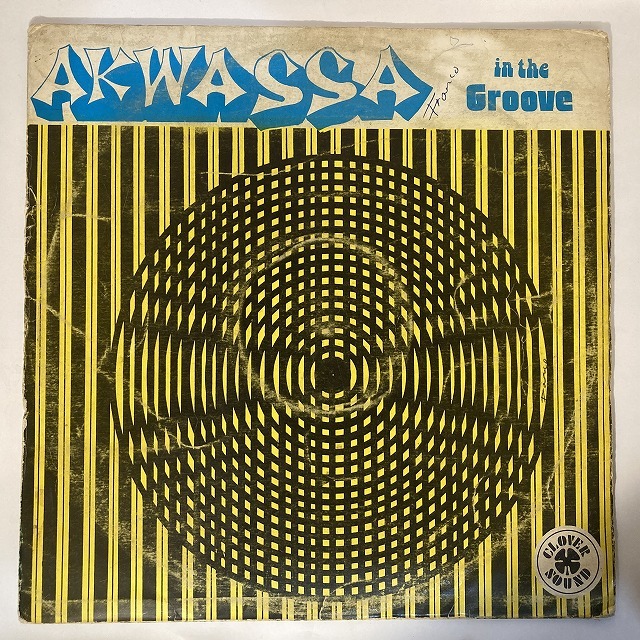 AKWASSA
in the
Groove
Franco
CLOVER
SOUND